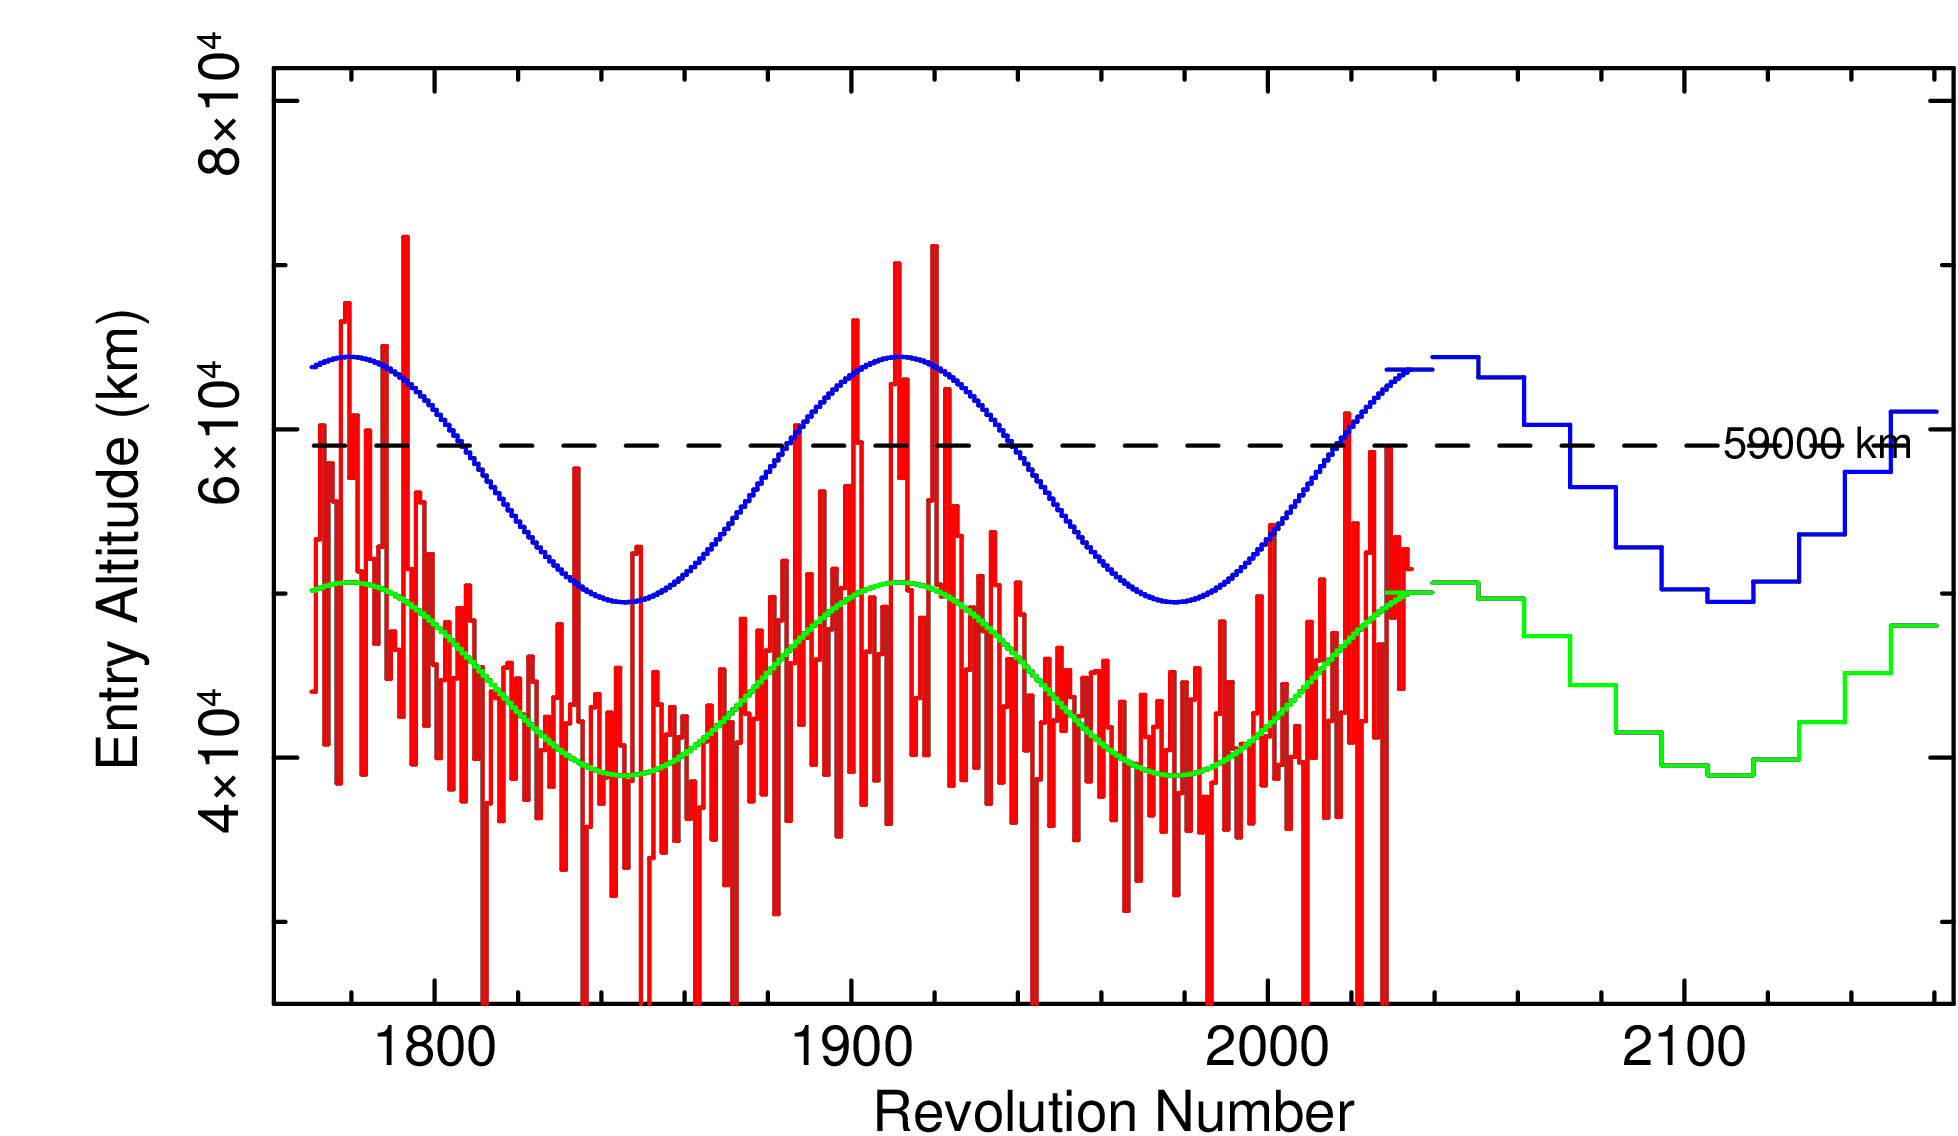 8×10⁴
6×10⁴
4×10⁴
Entry Altitude (km)
59000 km
1800 1900 2000 2100
Revolution Number